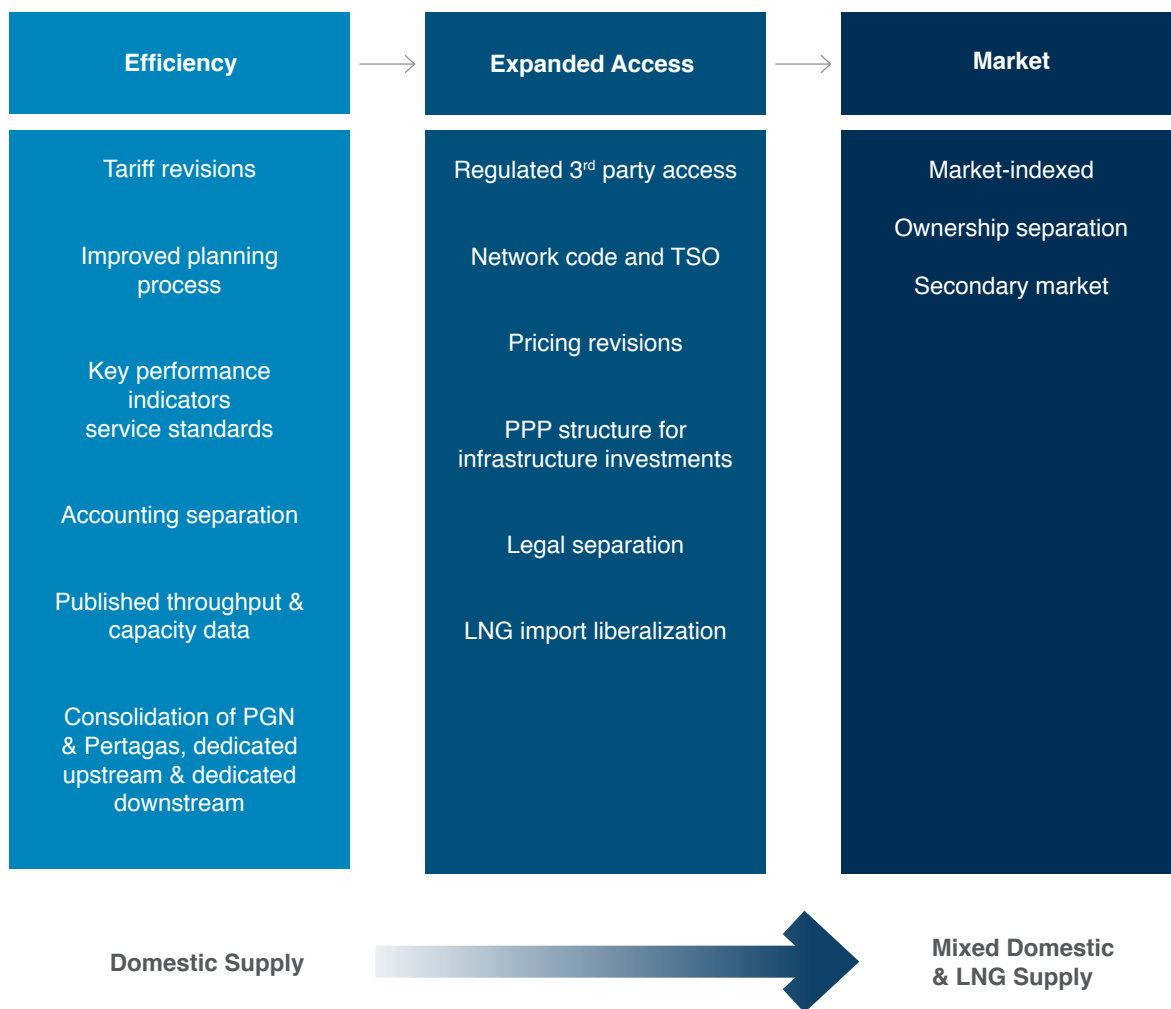 Efficiency
Expanded Access
Market
Tariff revisions
Improved planning
process
Key performance
indicators
service standards
Accounting separation
Published throughput &
capacity data
Consolidation of PGN
& Pertagas, dedicated
upstream & dedicated
downstream
Regulated 3rd party access
Network code and TSO
Pricing revisions
PPP structure for
infrastructure investments
Legal separation
LNG import liberalization
Market-indexed
Ownership separation
Secondary market
Domestic Supply
Mixed Domestic
& LNG Supply